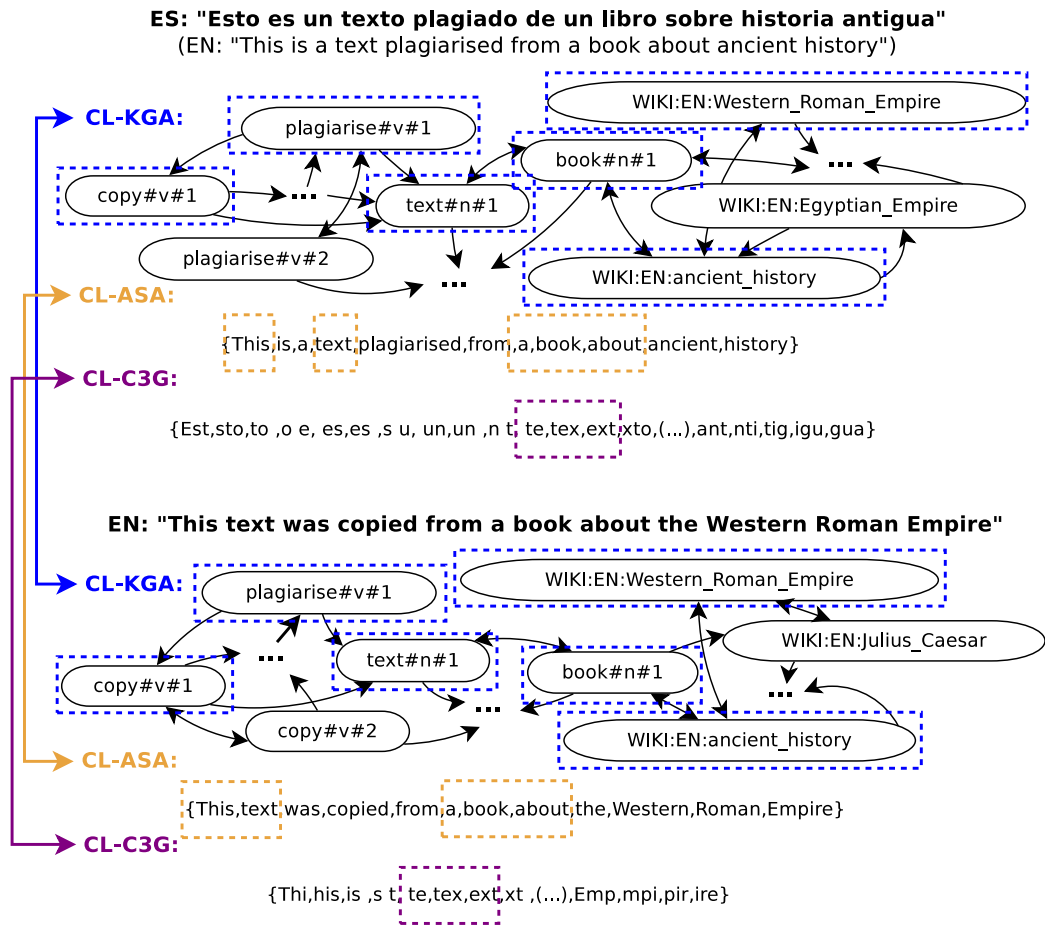 ES: "Esto es un texto plagiado de un libro sobre historia antigua"
(EN: "This is a text plagiarised from a book about ancient history")
CL-KGA:
plagiarise#v#1
WIKI:EN:Western_Roman_Empire
book#n#1
...
copy#v#1
...
text#n#1
WIKI:EN:Egyptian_Empire
plagiarise#v#2
...
WIKI:EN:ancient_history
CL-ASA:
{This,is,a,text,plagiarised,from,a,book,about,ancient,history}
CL-C3G:
{Est,sto,to ,o e, es,es ,s u, un,un ,n t, te,tex,ext,xto,(...),ant,nti,tig,igu,gua}
EN: "This text was copied from a book about the Western Roman Empire"
CL-KGA:
plagiarise#v#1
WIKI:EN:Western_Roman_Empire
...
text#n#1
WIKI:EN:Julius_Caesar
copy#v#1
book#n#1
...
...
copy#v#2
WIKI:EN:ancient_history
CL-ASA:
{This,text,was,copied,from,a,book,about,the,Western,Roman,Empire}
CL-C3G:
{Thi,his,is ,s t, te,tex,ext,xt ,(...),Emp,mpi,pir,ire}